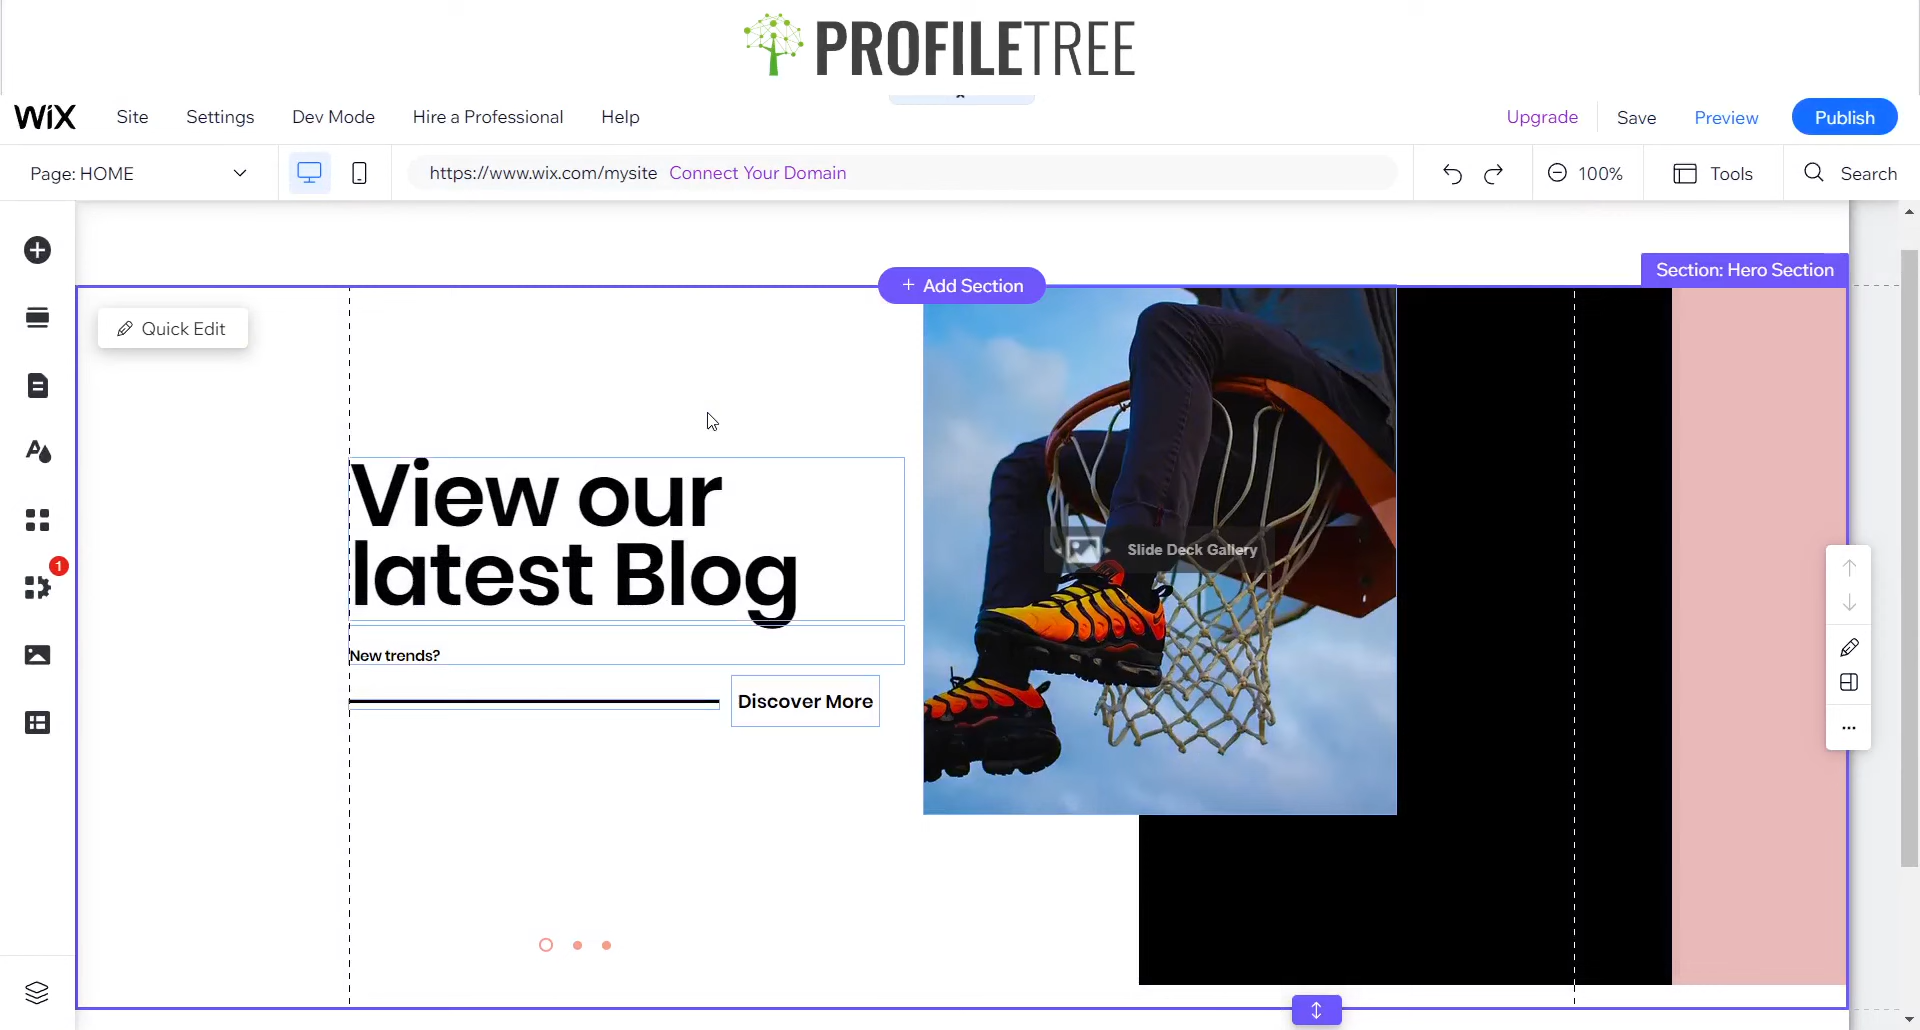 PROFILETREE
WiX
Site
Settings
Dev Mode
Hire a Professional
Help
Upgrade
Save
Preview
Publish
Page: HOME
https://www.wix.com/mysite Connect Your Domain
100%
Tools
Search
+ Add Section
Section: Hero Section
Quick Edit
View our
latest Blog
Slide Deck Gallery
1
New trends?
Discover More